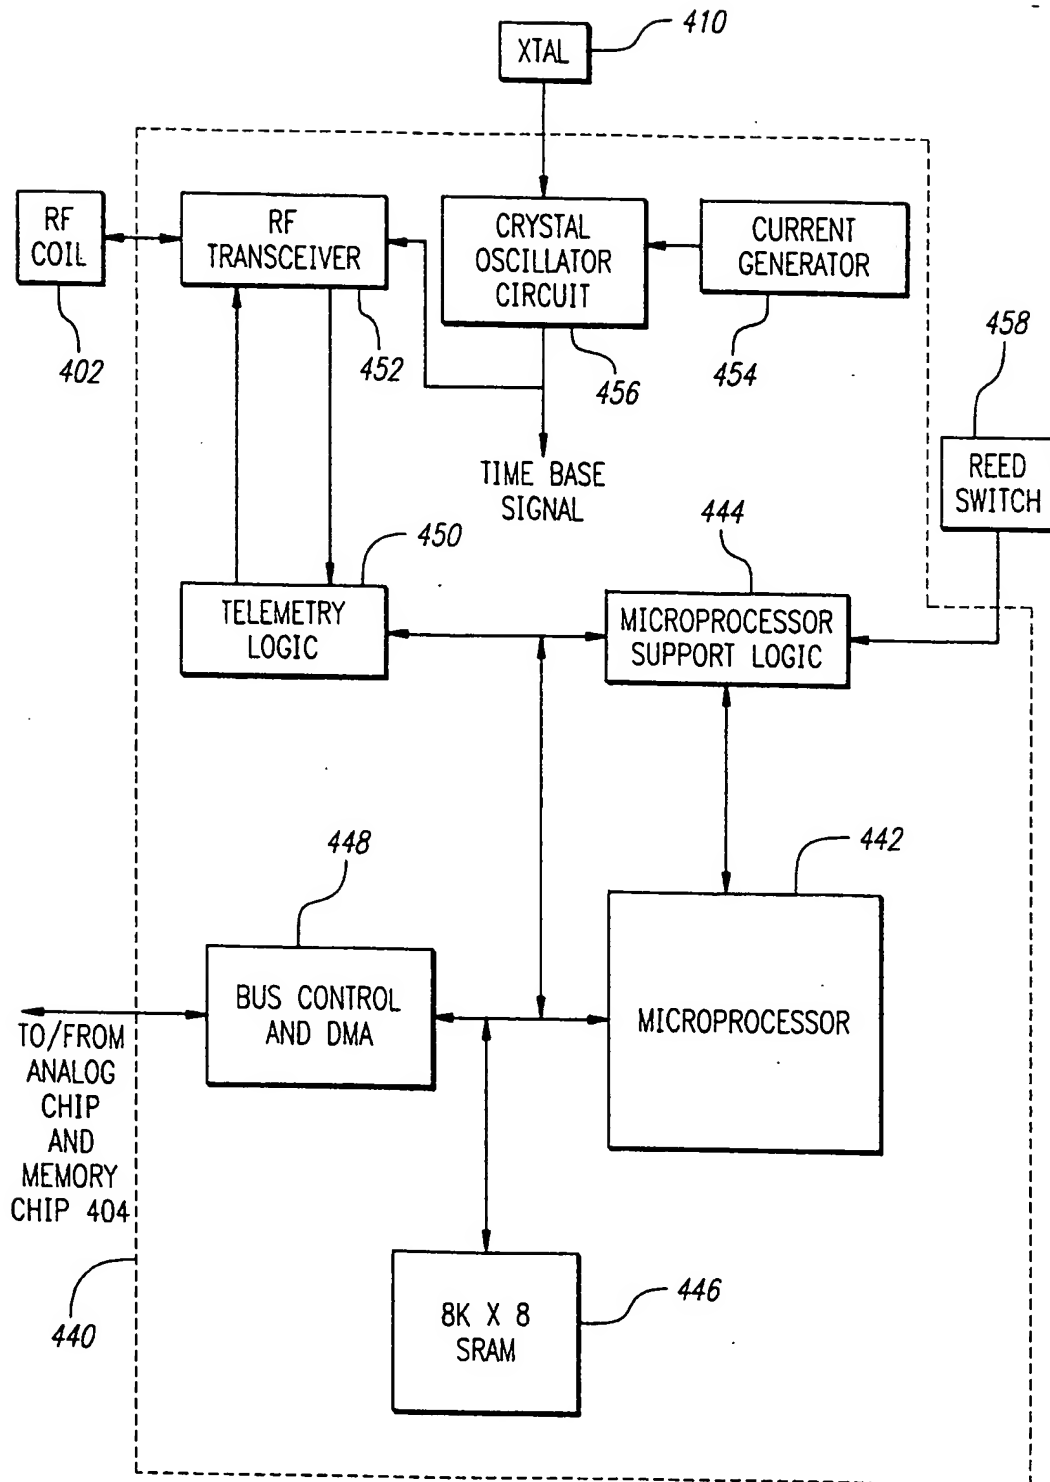 410
XTAL
RF
COIL
RF
TRANSCEIVER
CRYSTAL
OSCILLATOR
CIRCUIT
CURRENT
GENERATOR
402
452
456
454
458
TIME BASE
SIGNAL
REED
SWITCH
444
450
TELEMETRY
LOGIC
MICROPROCESSOR
SUPPORT LOGIC
448
442
BUS CONTROL
AND DMA
MICROPROCESSOR
TO/FROM
ANALOG
CHIP
AND
MEMORY
CHIP 404
8K X 8
SRAM
446
440